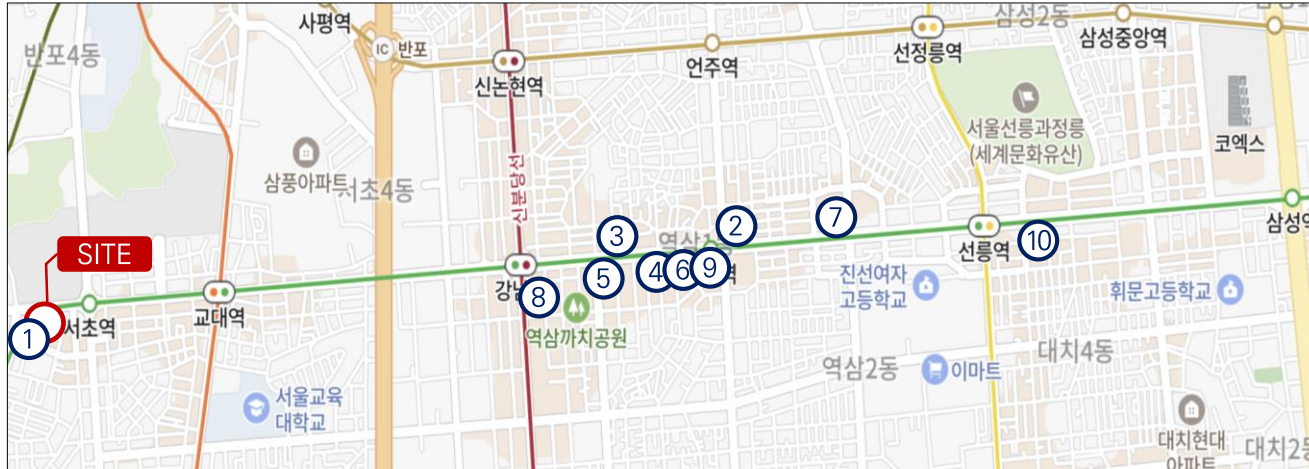 사평역
IC 반포
반포4동
신논현역
언주역
선정릉역
삼성2동
삼성중앙역
서울선릉과정릉
(세계문화유산)
코엑스
삼풍아파트
서초4동
신분당선
SITE
1
서초역
교대역
서울교육
대학교
강남
8
역삼까치공원
3
5
4
6
9
역
2
역삼1동
7
선릉역
10
삼성역
진선여자
고등학교
휘문고등학교
역삼2동
이마트
대치4동
대치현대
아파트
대치2동